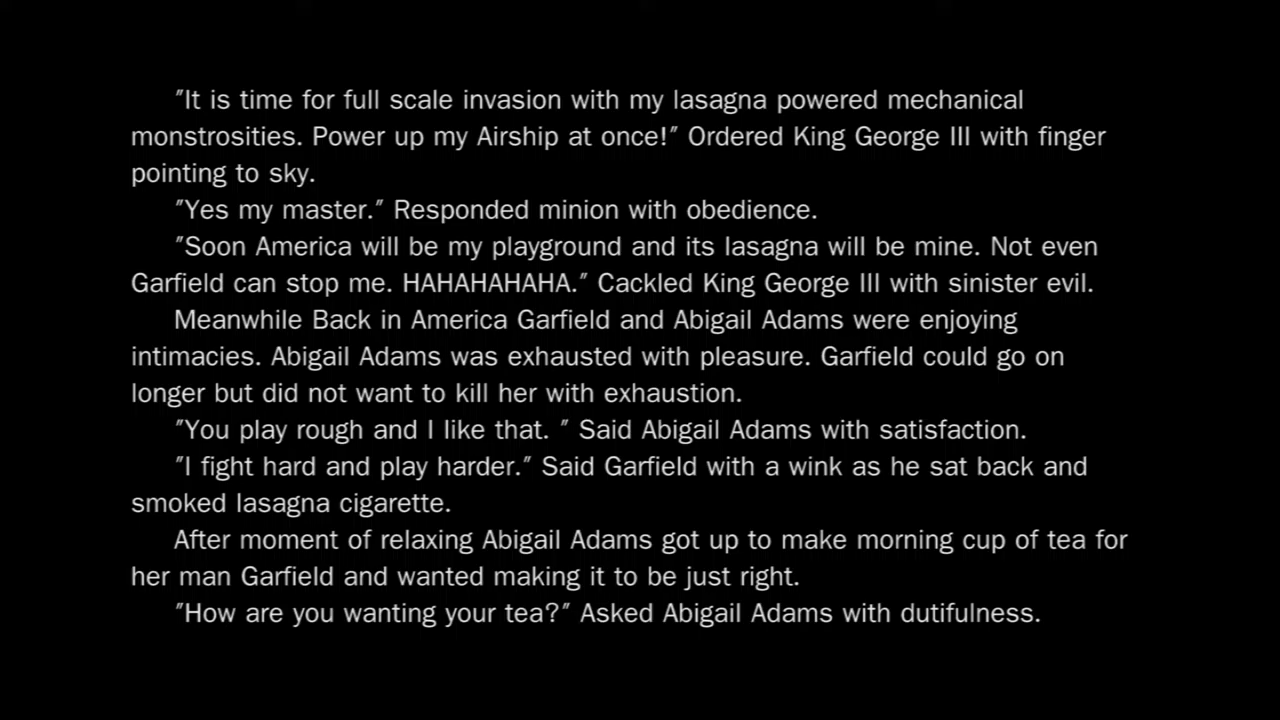 "It is time for full scale invasion with my lasagna powered mechanical
monstrosities. Power up my Airship at once!" Ordered King George III with finger
pointing to sky.
"Yes my master." Responded minion with obedience.
"Soon America will be my playground and its lasagna will be mine. Not even
Garfield can stop me. HAHAHAHAHA." Cackled King George III with sinister evil.
Meanwhile Back in America Garfield and Abigail Adams were enjoying
intimacies. Abigail Adams was exhausted with pleasure. Garfield could go on
longer but did not want to kill her with exhaustion.
"You play rough and I like that. " Said Abigail Adams with satisfaction.
"I fight hard and play harder." Said Garfield with a wink as he sat back and
smoked lasagna cigarette.
After moment of relaxing Abigail Adams got up to make morning cup of tea for
her man Garfield and wanted making it to be just right.
"How are you wanting your tea?" Asked Abigail Adams with dutifulness.